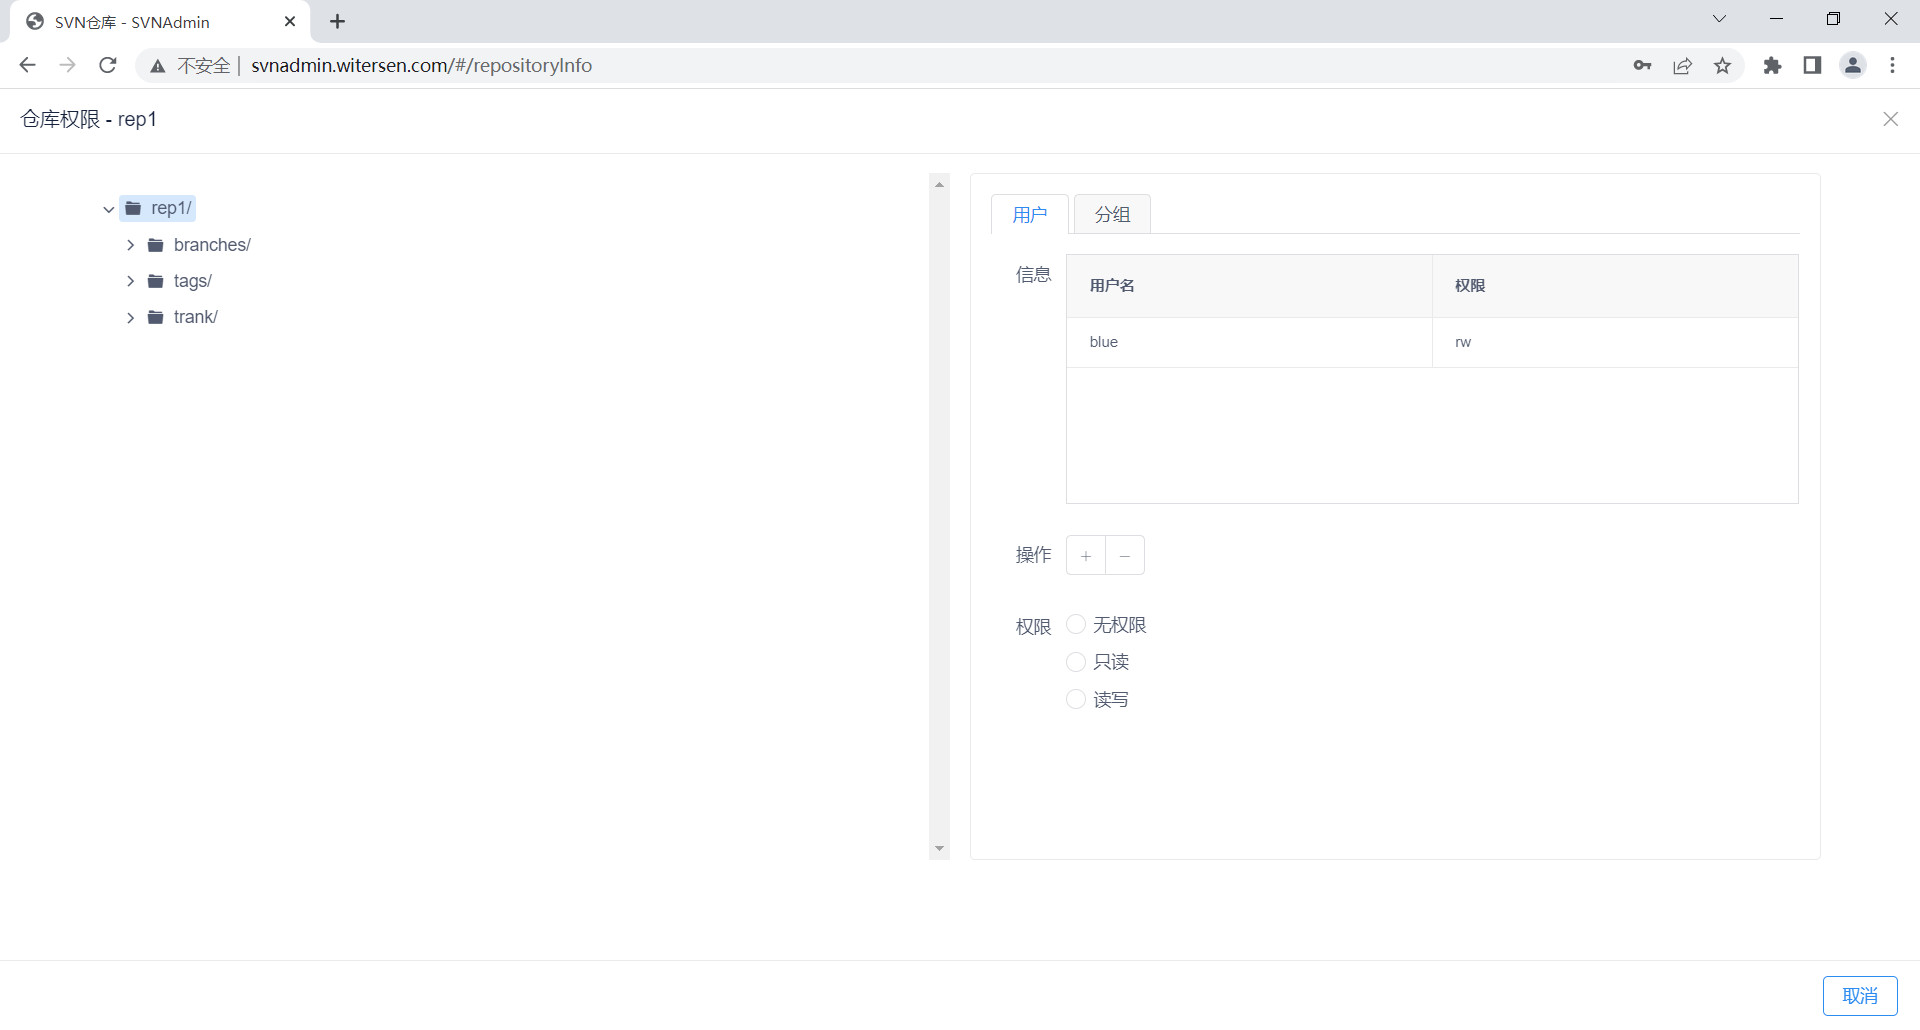 SVN仓库 - SVNAdmin
不安全 | svnadmin.witersen.com/#/repositoryInfo
仓库权限 - rep1
rep1/
branches/
tags/
trank/
用户 分组
信息
用户名 权限
blue rw
操作 + −
权限
无权限
只读
读写
取消